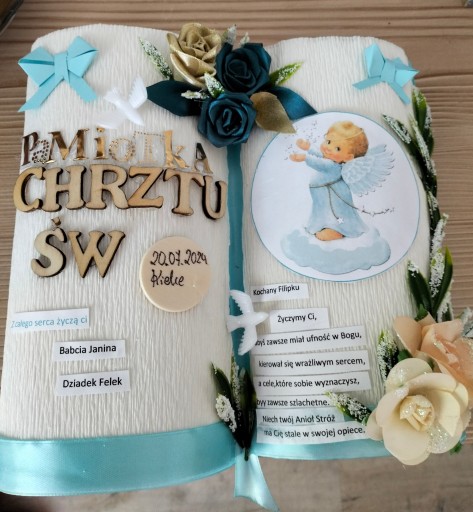 PaMiątkA
CHRZTU
ŚW
20.07.2024
Kielce
Z całego serca życzą ci
Babcia Janina
Dziadek Felek
Kochany Filipku
Życzymy Ci,
abyś zawsze miał ufność w Bogu,
kierował się wrażliwym sercem,
a cele,które sobie wyznaczysz,
były zawsze szlachetne.
Niech twój Anioł Stróż
ma Cię stale w swojej opiece.